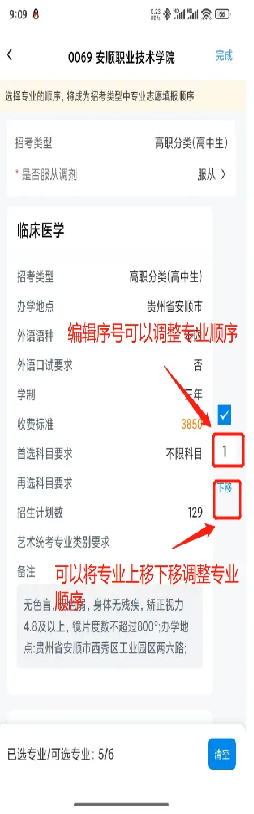 9:09
0069 安顺职业技术学院
完成
选择专业的顺序，将成为招考类型中专业志愿填报顺序
招考类型 高职分类(高中生)
* 是否服从调剂 服从
临床医学
招考类型 高职分类(高中生)
办学地点 贵州省安顺市
外语语种
编辑序号可以调整专业顺序
外语口试要求 否
学制 三年
收费标准 3850
首选科目要求 不限科目
1
再选科目要求
下移
招生计划数 129
艺术统考专业类别要求
备注
可以将专业上移下移调整专业
顺序
无色盲、 身体无残疾，矫正视力
4.8及以上，镜片度数不超过800°;办学地
点:贵州省安顺市西秀区工业园区两六路;
已选专业/可选专业：5/6
清空